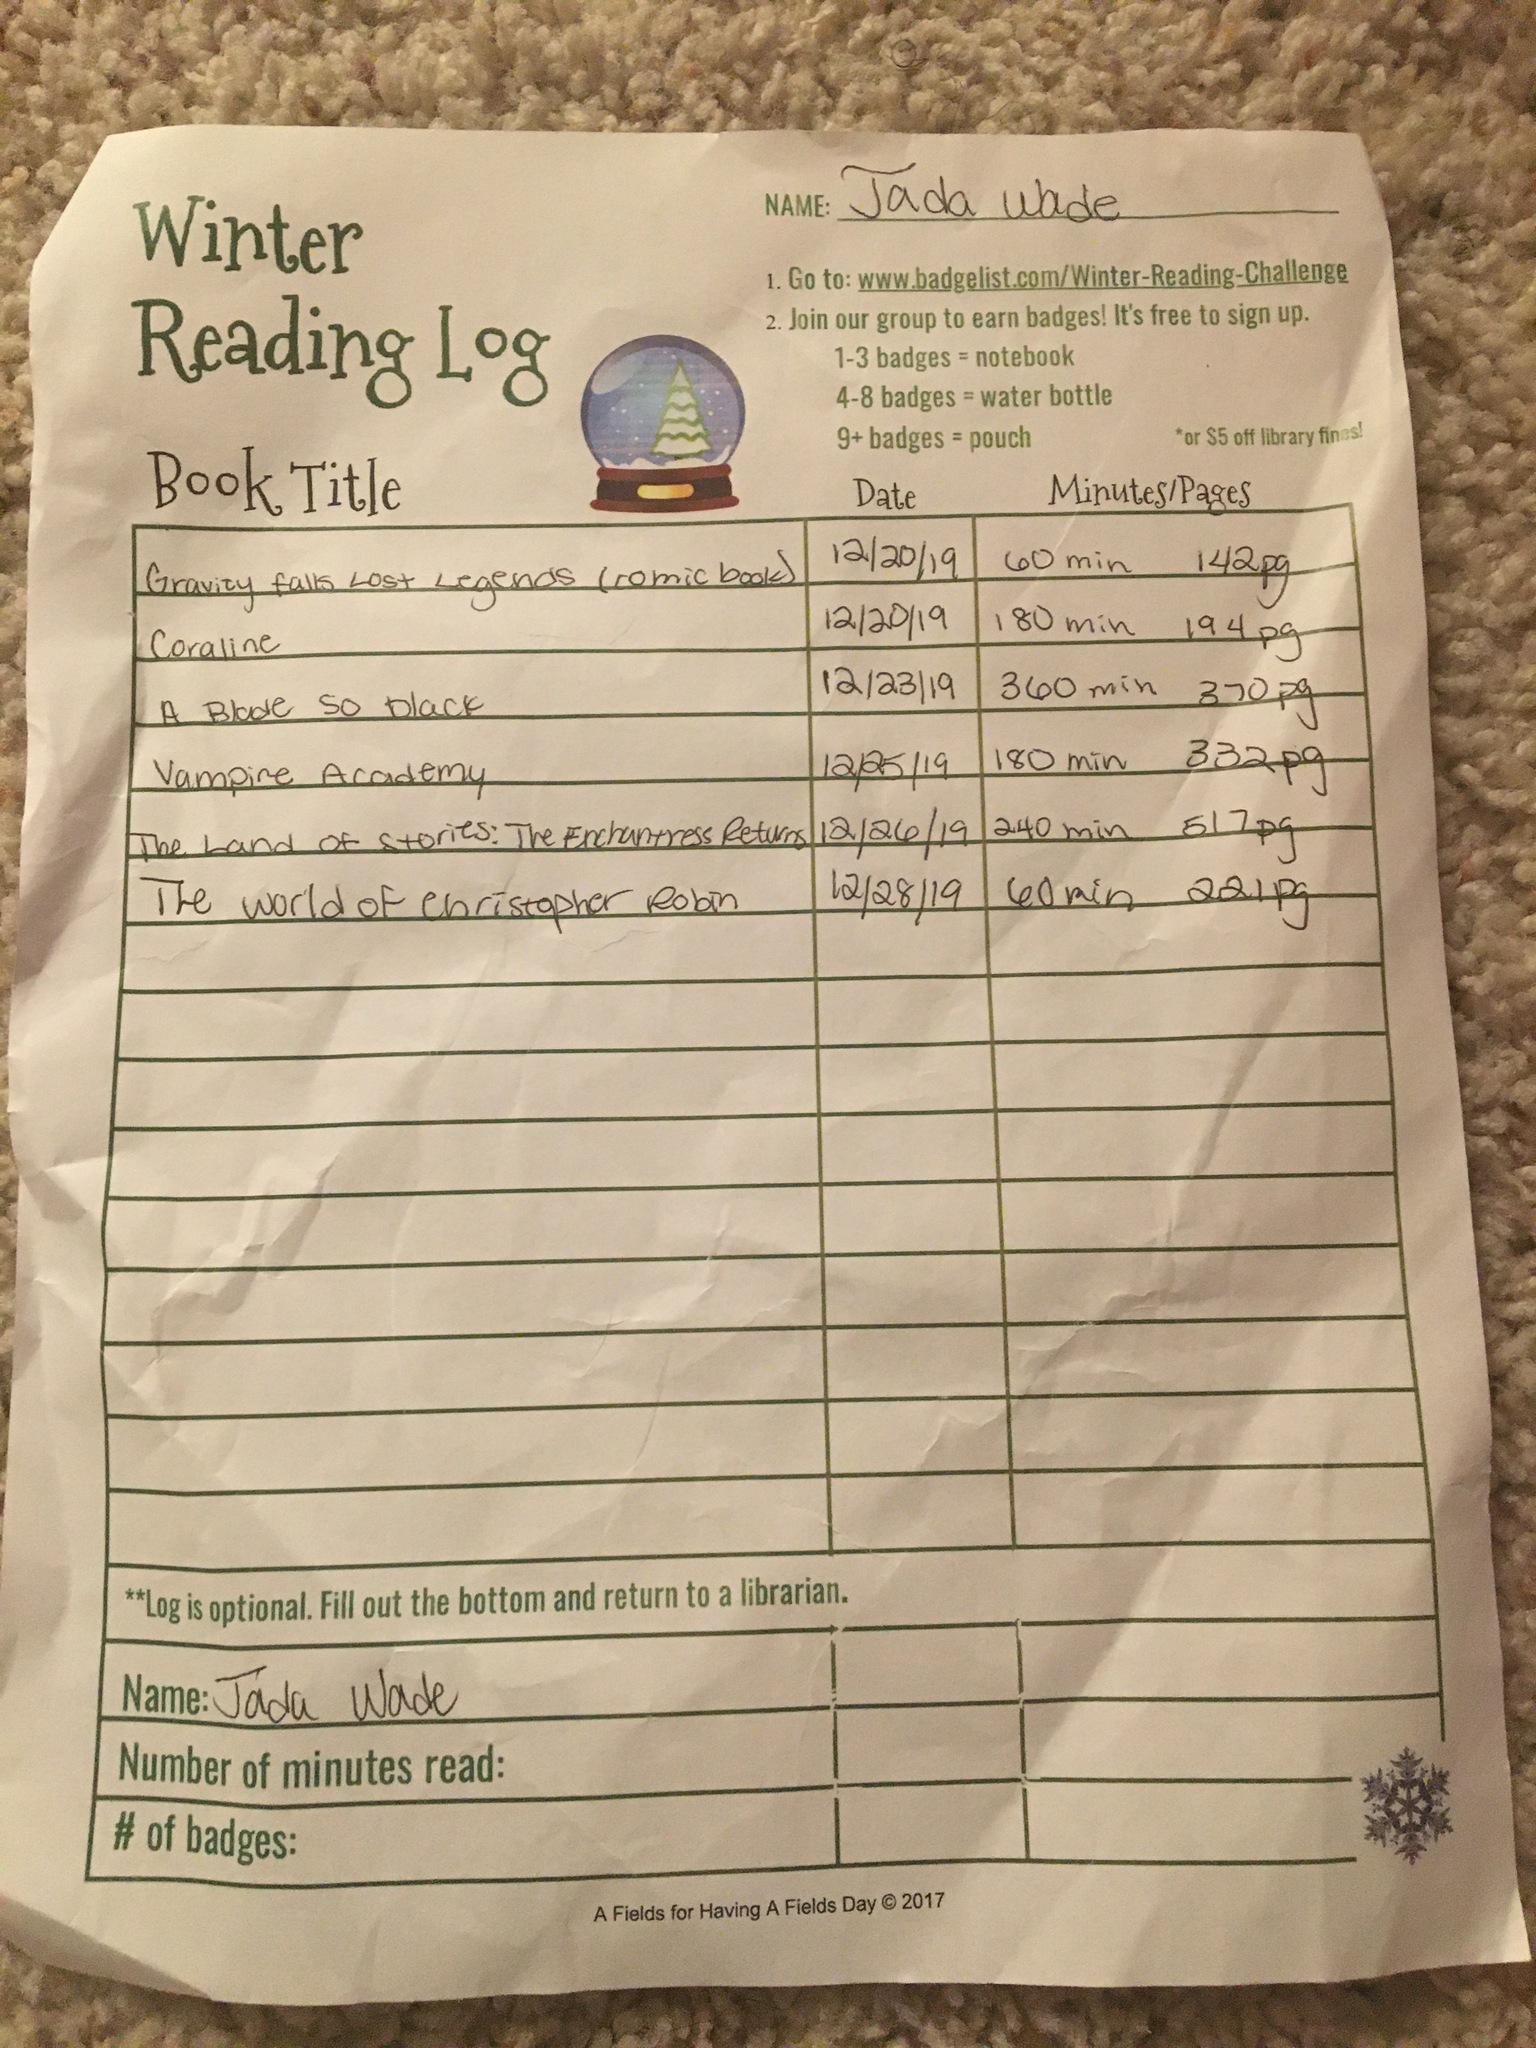 Winter
Reading Log
NAME: Jada Wade
1. Go to: www.badgelist.com/Winter-Reading-Challenge
2. Join our group to earn badges! It's free to sign up.
1-3 badges = notebook
4-8 badges = water bottle
9+ badges = pouch *or $5 off library fines!
Book Title Date Minutes/Pages
Gravity falls Lost Legends (comic book) 12/20/19 60 min 142pg
Coraline 12/20/19 180 min 194pg
A Blade So black 12/23/19 360 min 370pg
Vampire Academy 12/25/19 180 min 332pg
The Land of Stories: The Enchantress Returns 12/26/19 240 min 517pg
The world of Christopher Robin 12/28/19 60 min 221pg
**Log is optional. Fill out the bottom and return to a librarian.
Name: Jada Wade
Number of minutes read:
# of badges:
A Fields for Having A Fields Day © 2017